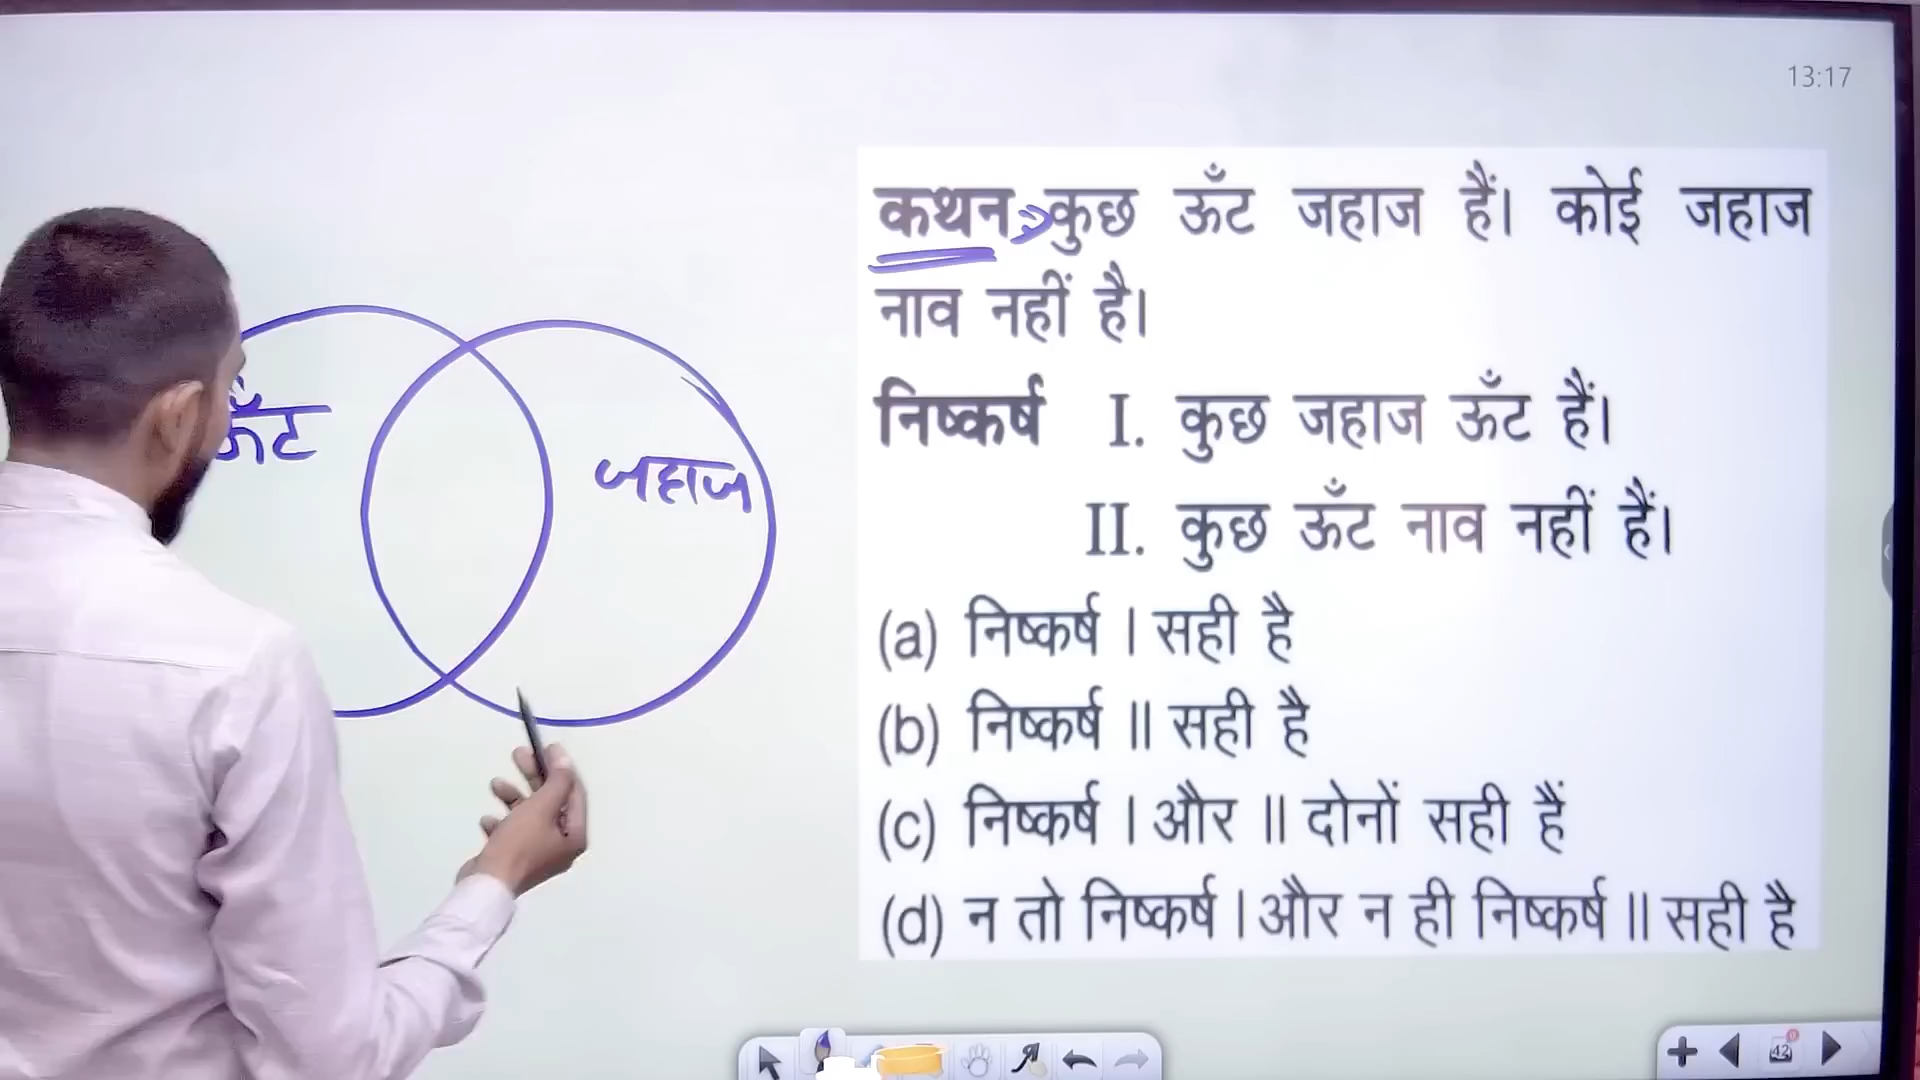 13:17
कथन कुछ ऊँट जहाज हैं। कोई जहाज
नाव नहीं है।
निष्कर्ष I. कुछ जहाज ऊँट हैं।
II. कुछ ऊँट नाव नहीं हैं।
(a) निष्कर्ष I सही है
(b) निष्कर्ष II सही है
(c) निष्कर्ष I और II दोनों सही हैं
(d) न तो निष्कर्ष I और न ही निष्कर्ष II सही है
ऊँट
जहाज
42